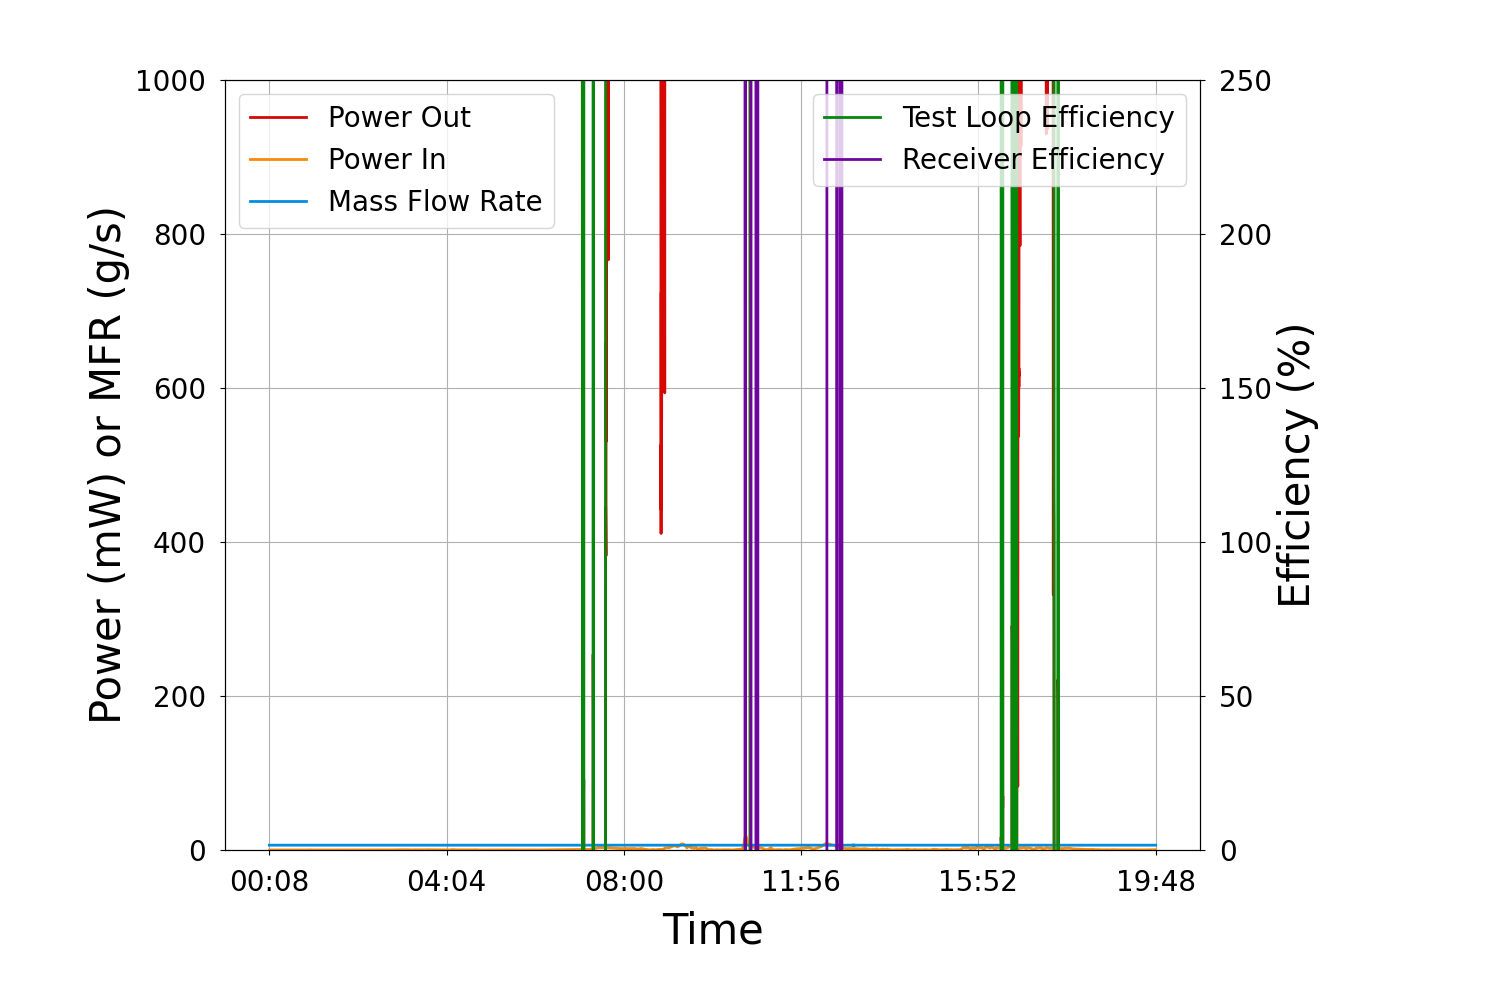 1000
800
600
400
200
0
Power (mW) or MFR (g/s)
Power Out
Power In
Mass Flow Rate
Test Loop Efficiency
Receiver Efficiency
250
200
150
100
50
0
Efficiency (%)
00:08 04:04 08:00 11:56 15:52 19:48
Time